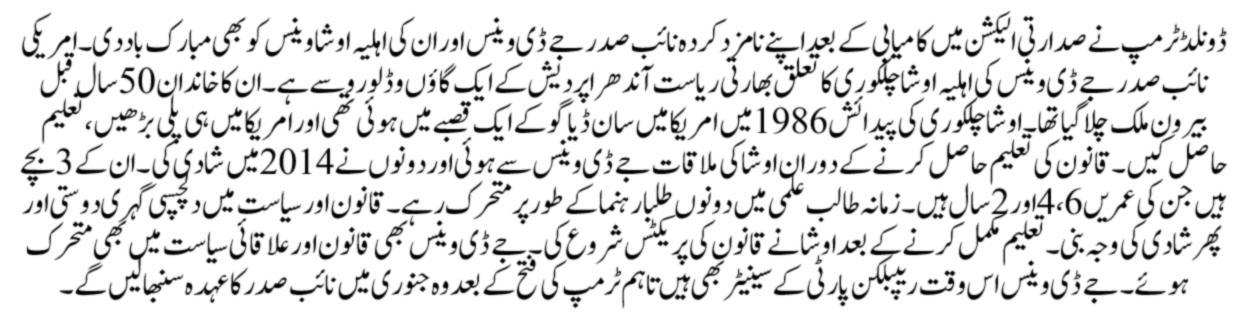 ڈونلڈ ٹرمپ نے صدارتی الیکشن میں کامیابی کے بعد اپنے نامزد کردہ نائب صدر جے ڈی وینس اور ان کی اہلیہ اوشا وینس کو بھی مبارک باد دی۔ امریکی
نائب صدر جے ڈی وینس کی اہلیہ اوشا چلکوری کا تعلق بھارتی ریاست آندھرا پردیش کے ایک گاؤں وڈلورو سے ہے۔ ان کا خاندان 50 سال قبل
بیرون ملک چلا گیا تھا۔ اوشا چلکوری کی پیدائش 1986 میں امریکا میں سان ڈیاگو کے ایک قصبے میں ہوئی تھی اور امریکا میں ہی پلی بڑھیں، تعلیم
حاصل کیں۔ قانون کی تعلیم حاصل کرنے کے دوران اوشا کی ملاقات جے ڈی وینس سے ہوئی اور دونوں نے 2014 میں شادی کی۔ ان کے 3 بچے
ہیں جن کی عمریں 6،4 اور 2 سال ہیں۔ زمانہ طالب علمی میں دونوں طلبا رہنما کے طور پر متحرک رہے۔ قانون اور سیاست میں دلچسپی گہری دوستی اور
پھر شادی کی وجہ بنی۔ تعلیم مکمل کرنے کے بعد اوشا نے قانون کی پریکٹس شروع کی۔ جے ڈی وینس بھی قانون اور علاقائی سیاست میں بھی متحرک
ہوئے۔ جے ڈی وینس اس وقت ریپبلکن پارٹی کے سینیٹر بھی ہیں تاہم ٹرمپ کی فتح کے بعد وہ جنوری میں نائب صدر کا عہدہ سنبھالیں گے۔